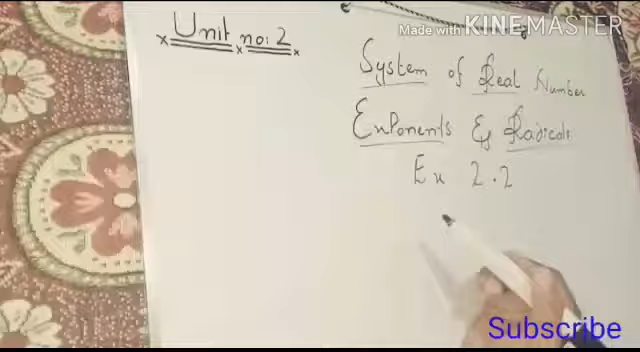 Made with KINEMASTER
Unit no: 2
System of Real Number
Exponents & Radicals
Ex 2.2
Subscribe